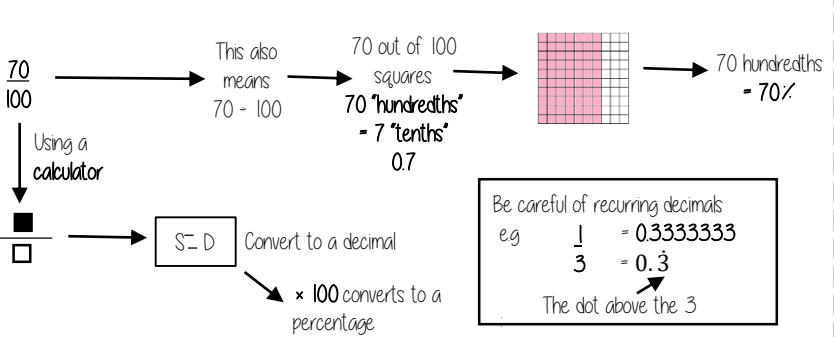 70
100
This also
means
70 ÷ 100
70 out of 100
squares
70 "hundredths"
= 7 "tenths"
0.7
70 hundredths
= 70%
Using a
calculator
S⇔D
Convert to a decimal
× 100 converts to a
percentage
Be careful of recurring decimals
eg 1/3 = 0.3333333
= 0.3̇
The dot above the 3